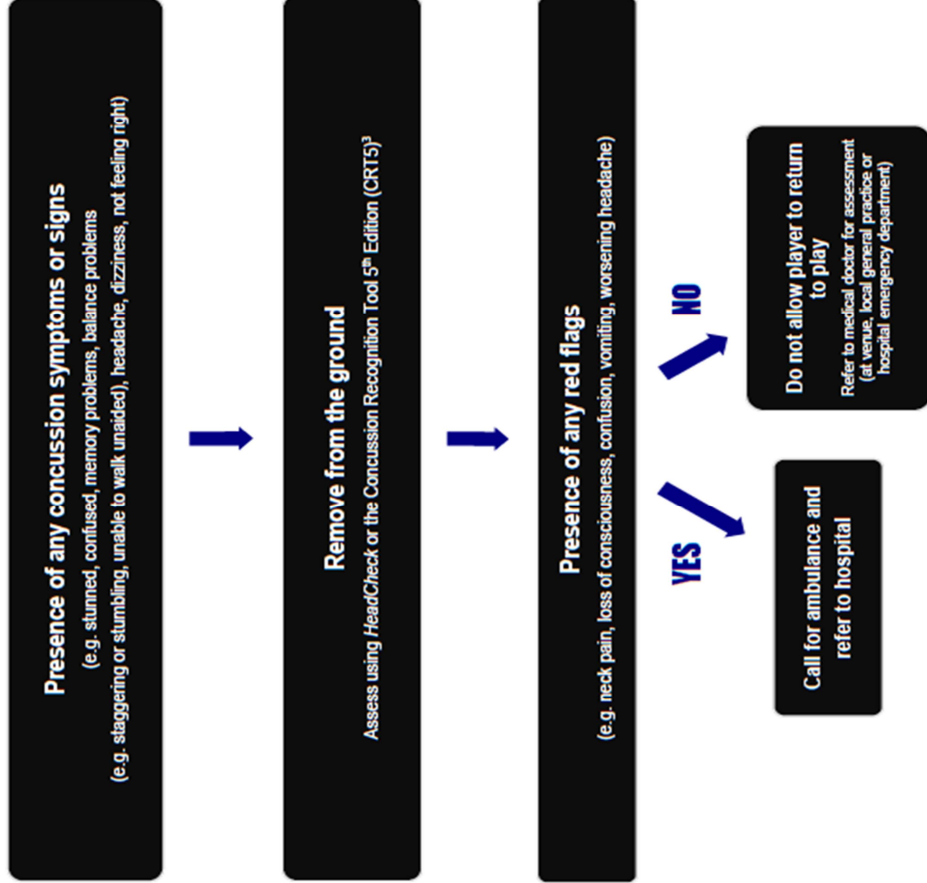 Presence of any concussion symptoms or signs
(e.g. stunned, confused, memory problems, balance problems
(e.g. staggering or stumbling, unable to walk unaided), headache, dizziness, not feeling right)
Remove from the ground
Assess using HeadCheck or the Concussion Recognition Tool 5th Edition (CRT5)³
Presence of any red flags
(e.g. neck pain, loss of consciousness, confusion, vomiting, worsening headache)
YES
NO
Call for ambulance and
refer to hospital
Do not allow player to return
to play
Refer to medical doctor for assessment
(at venue, local general practice or
hospital emergency department)